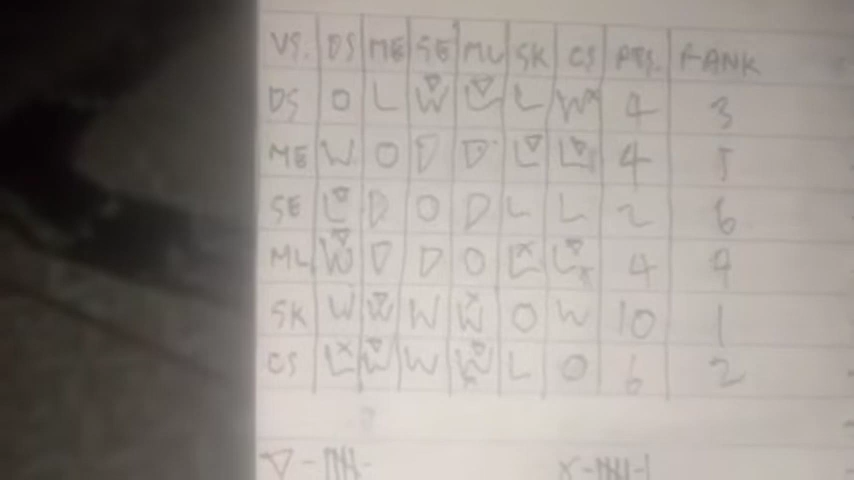 VS. DS ME SE ML SK CS PTS. RANK
DS O L W L L W 4 3
ME W O D D L L 4 5
SE L D O D L L 2 6
ML W D D O L L 4 4
SK W W W W O W 10 1
CS L W W W L O 6 2